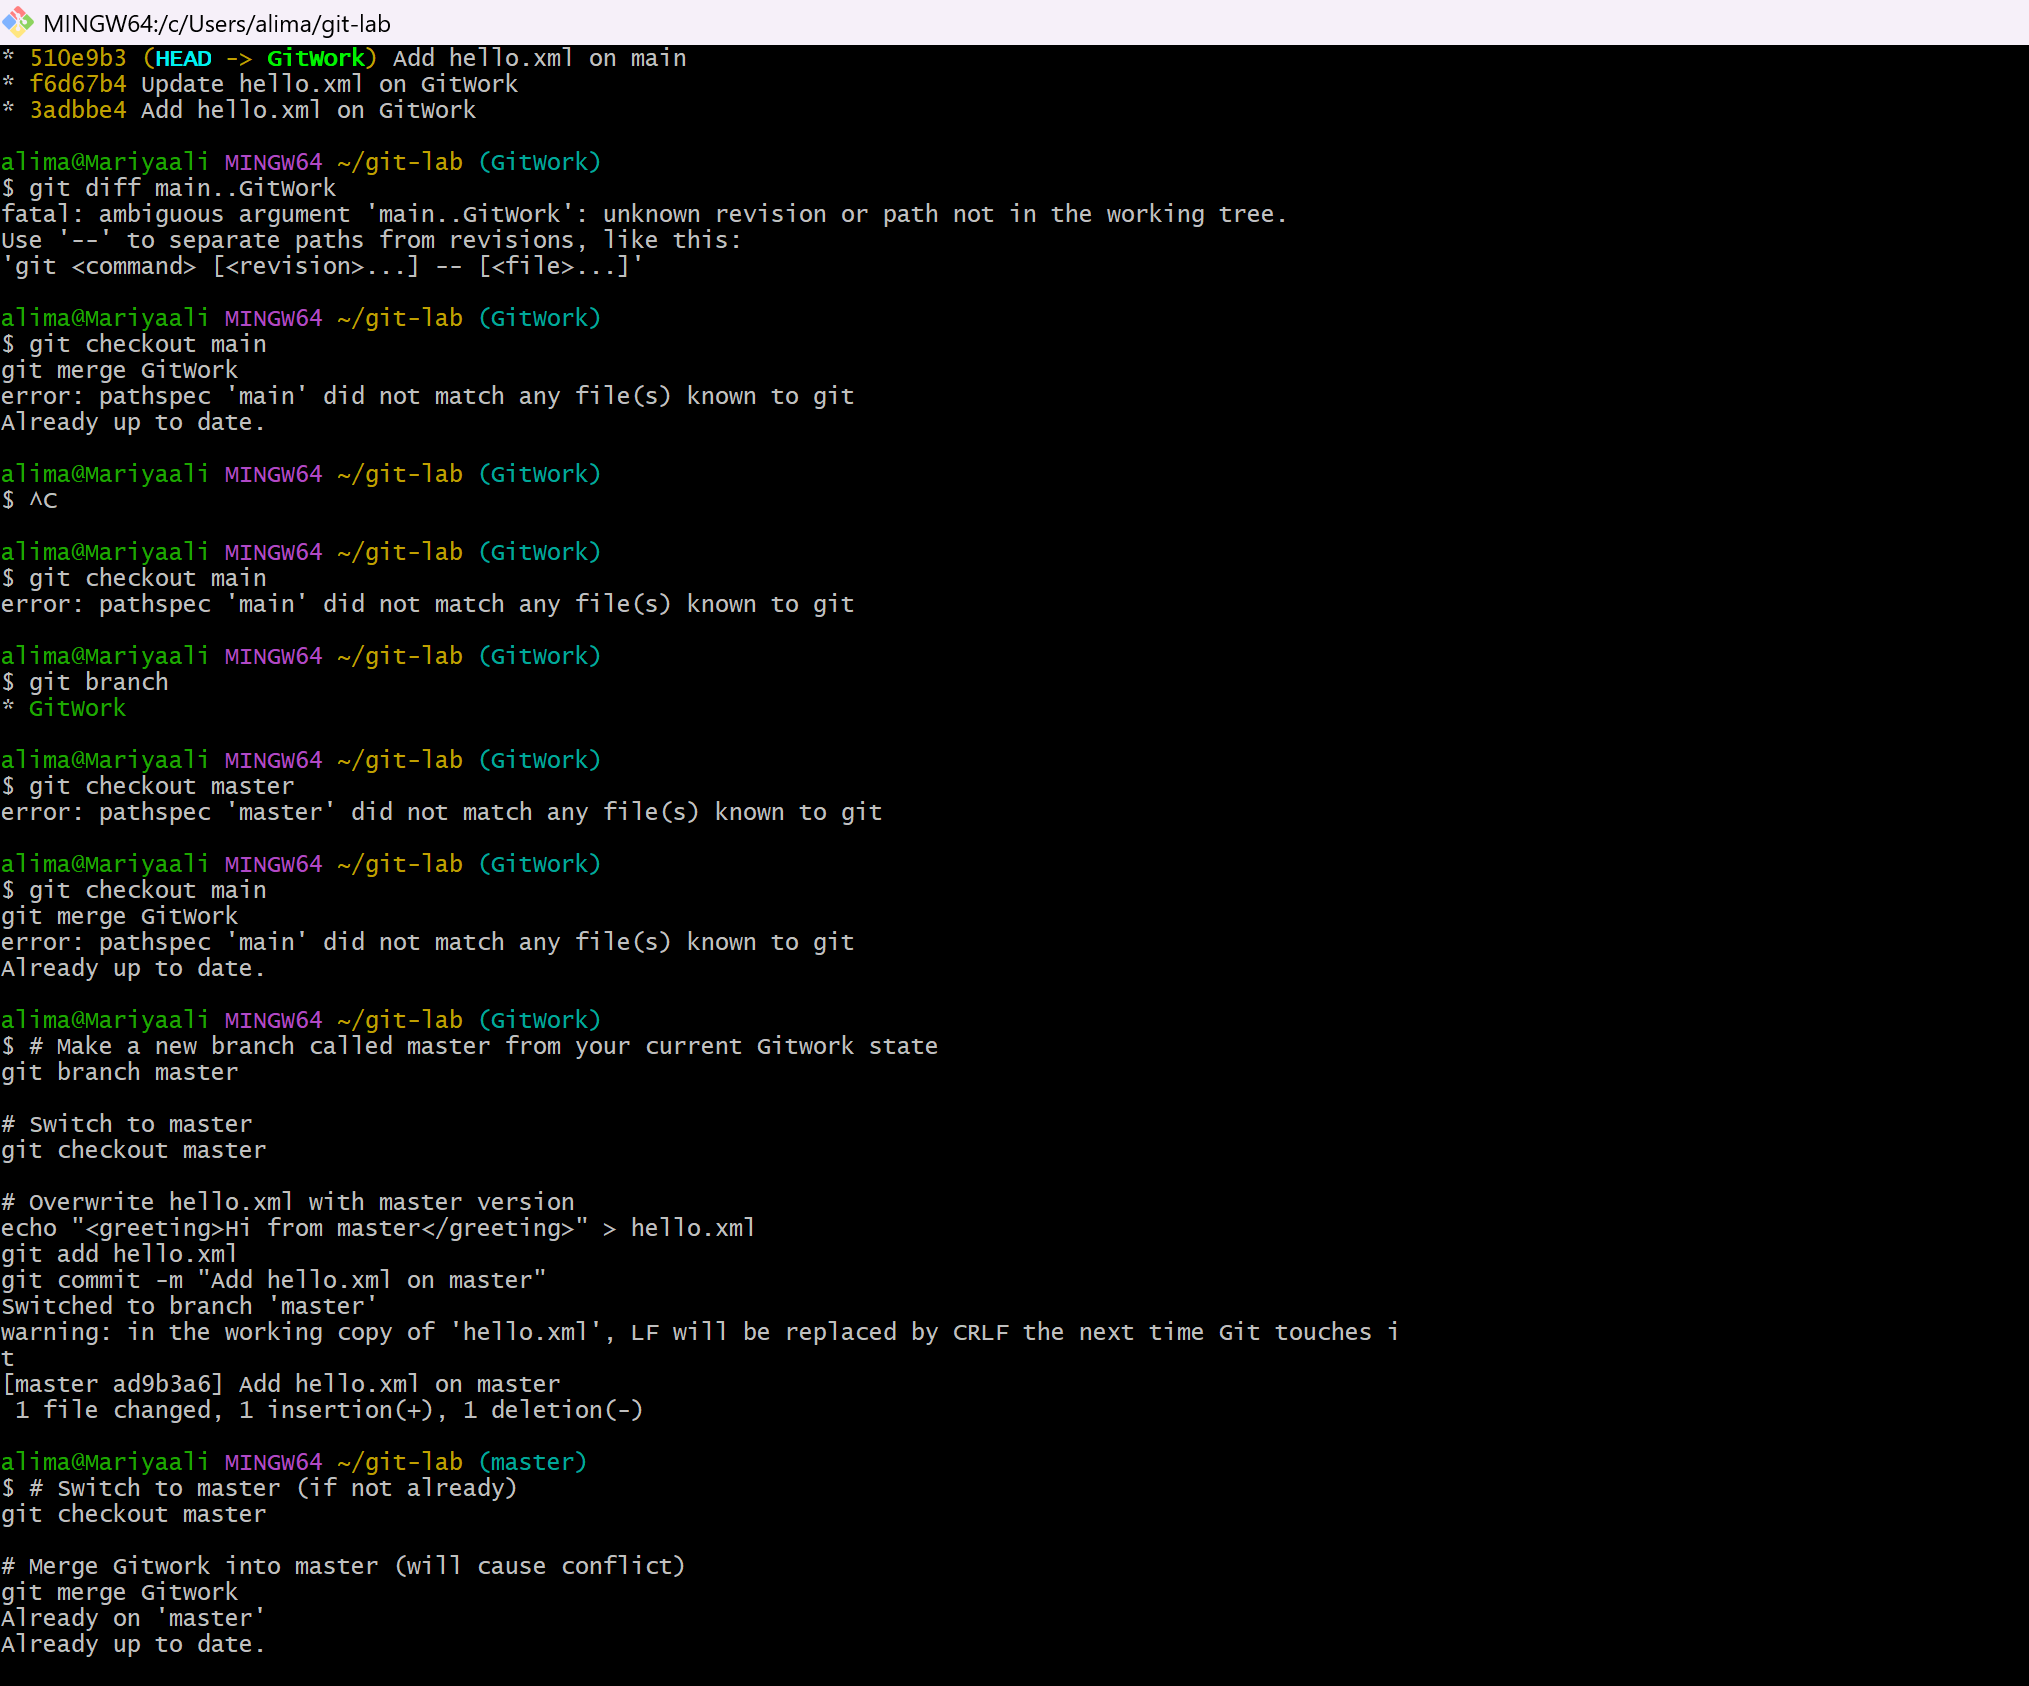 MINGW64:/c/Users/alima/git-lab
* 510e9b3 (HEAD -> GitWork) Add hello.xml on main
* f6d67b4 Update hello.xml on GitWork
* 3adbbe4 Add hello.xml on GitWork
alima@Mariyaali MINGW64 ~/git-lab (GitWork)
$ git diff main..GitWork
fatal: ambiguous argument 'main..GitWork': unknown revision or path not in the working tree.
Use '--' to separate paths from revisions, like this:
'git <command> [<revision>...] -- [<file>...]'
alima@Mariyaali MINGW64 ~/git-lab (GitWork)
$ git checkout main
git merge GitWork
error: pathspec 'main' did not match any file(s) known to git
Already up to date.
alima@Mariyaali MINGW64 ~/git-lab (GitWork)
$ ^C
alima@Mariyaali MINGW64 ~/git-lab (GitWork)
$ git checkout main
error: pathspec 'main' did not match any file(s) known to git
alima@Mariyaali MINGW64 ~/git-lab (GitWork)
$ git branch
* GitWork
alima@Mariyaali MINGW64 ~/git-lab (GitWork)
$ git checkout master
error: pathspec 'master' did not match any file(s) known to git
alima@Mariyaali MINGW64 ~/git-lab (GitWork)
$ git checkout main
git merge GitWork
error: pathspec 'main' did not match any file(s) known to git
Already up to date.
alima@Mariyaali MINGW64 ~/git-lab (GitWork)
$ # Make a new branch called master from your current Gitwork state
git branch master
# Switch to master
git checkout master
# Overwrite hello.xml with master version
echo "<greeting>Hi from master</greeting>" > hello.xml
git add hello.xml
git commit -m "Add hello.xml on master"
Switched to branch 'master'
warning: in the working copy of 'hello.xml', LF will be replaced by CRLF the next time Git touches i
t
[master ad9b3a6] Add hello.xml on master
1 file changed, 1 insertion(+), 1 deletion(-)
alima@Mariyaali MINGW64 ~/git-lab (master)
$ # Switch to master (if not already)
git checkout master
# Merge Gitwork into master (will cause conflict)
git merge Gitwork
Already on 'master'
Already up to date.